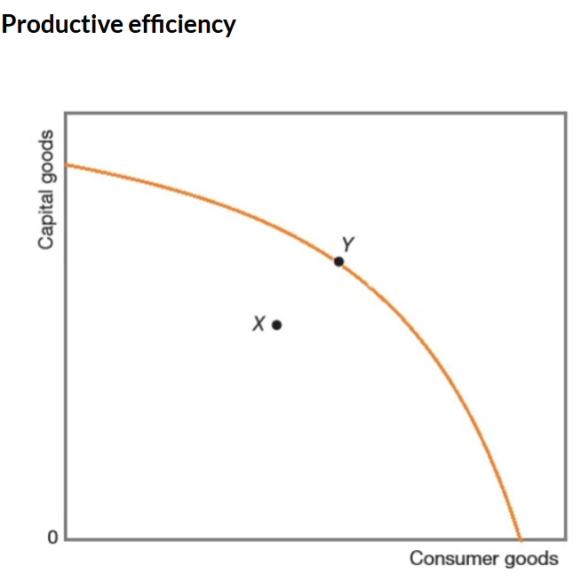 Productive efficiency
Capital goods
Y
X
0
Consumer goods